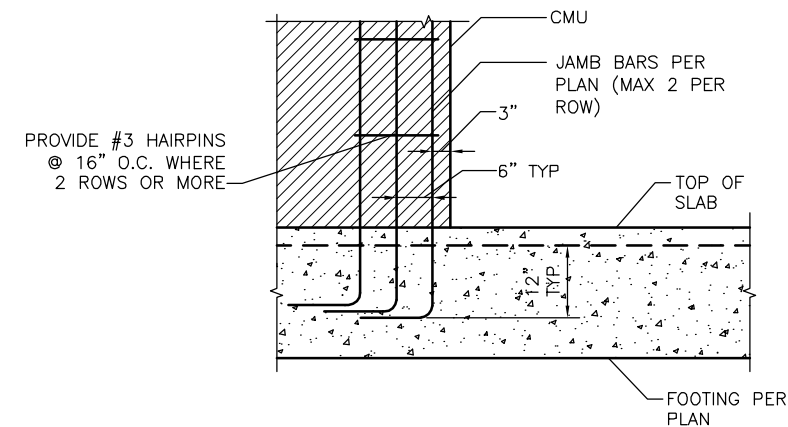 CMU
JAMB BARS PER
PLAN (MAX 2 PER
ROW)
3"
PROVIDE #3 HAIRPINS
@ 16" O.C. WHERE
2 ROWS OR MORE
6" TYP
TOP OF
SLAB
12"
TYP.
FOOTING PER
PLAN